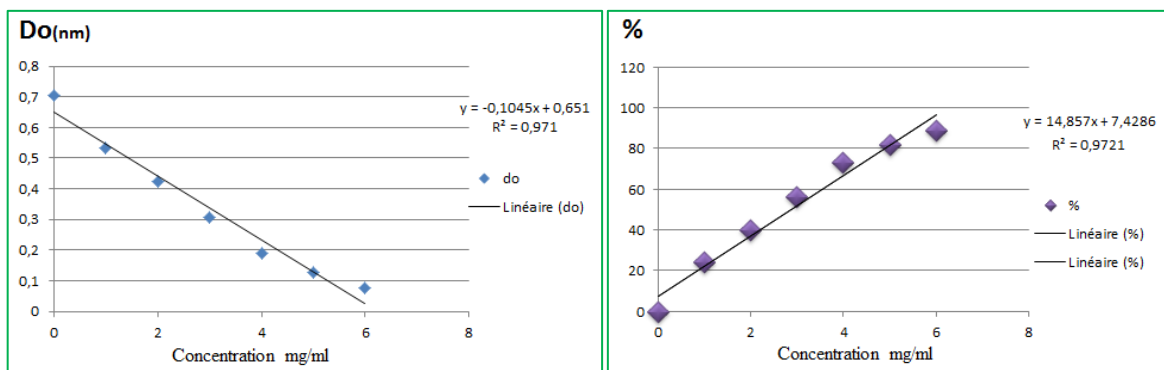 Do(nm)
0,8
0,7
0,6
0,5
0,4
0,3
0,2
0,1
0
0 2 4 6 8
Concentration mg/ml
y = -0,1045x + 0,651
R² = 0,971
do
Linéaire (do)
%
120
100
80
60
40
20
0
0 2 4 6 8
Concentration mg/ml
y = 14,857x + 7,4286
R² = 0,9721
%
Linéaire (%)
Linéaire (%)